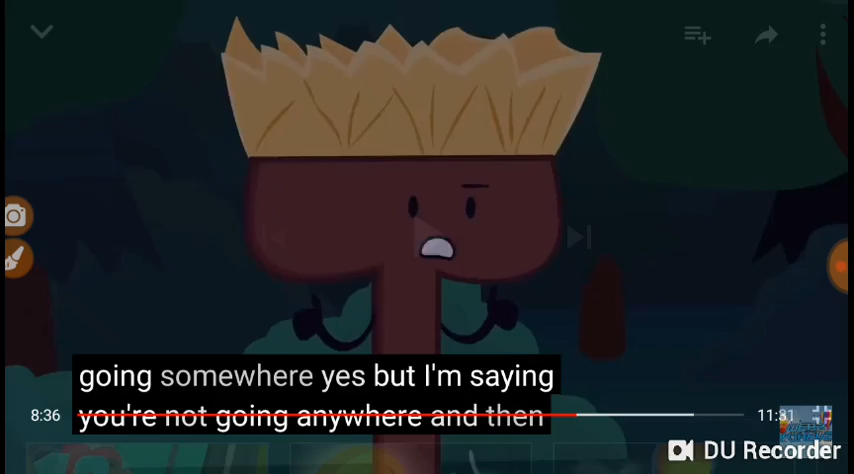 going somewhere yes but I'm saying
you're not going anywhere and then
8:36
11:31
DU Recorder